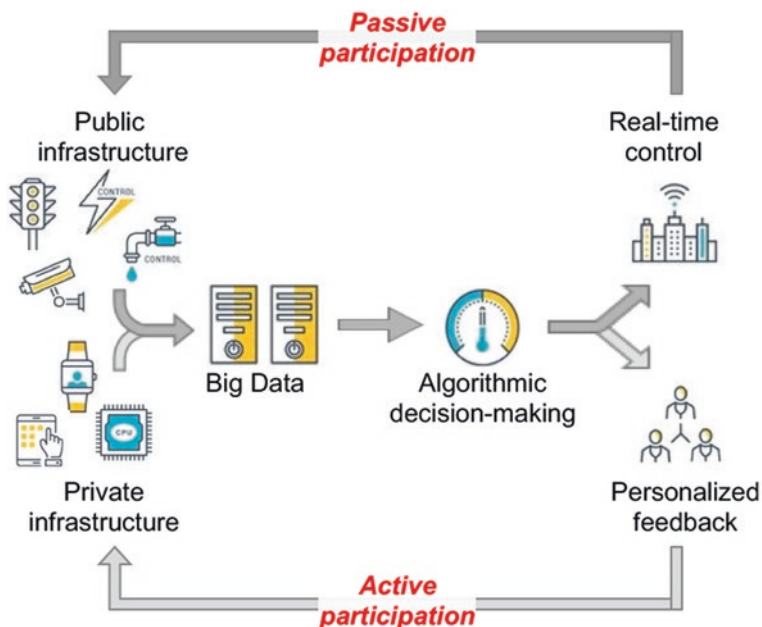 Passive
participation
Public
infrastructure
Real-time
control
CONTROL
CONTROL
Big Data
Algorithmic
decision-making
CPU
Private
infrastructure
Personalized
feedback
Active
participation